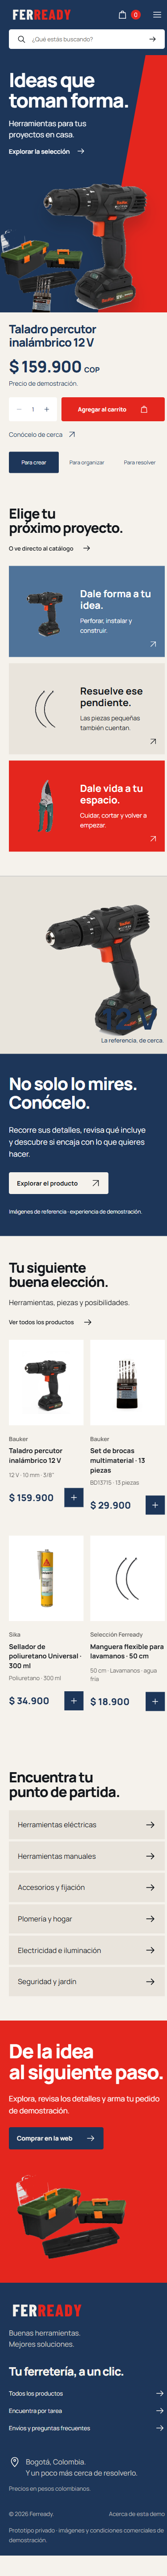 FERREADY
0
¿Qué estás buscando?
Ideas que
toman forma.
Herramientas para tus
proyectos en casa.
Explorar la selección
Taladro percutor
inalámbrico 12 V
$ 159.900 COP
Precio de demostración.
1
Agregar al carrito
Conócelo de cerca
Para crear
Para organizar
Para resolver
Elige tu
próximo proyecto.
O ve directo al catálogo
Dale forma a tu
idea.
Perforar, instalar y
construir.
Resuelve ese
pendiente.
Las piezas pequeñas
también cuentan.
Dale vida a tu
espacio.
Cuidar, cortar y volver a
empezar.
12 V
La referencia, de cerca.
No solo lo mires.
Conócelo.
Recorre sus detalles, revisa qué incluye
y descubre si encaja con lo que quieres
hacer.
Explorar el producto
Imágenes de referencia · experiencia de demostración.
Tu siguiente
buena elección.
Herramientas, piezas y posibilidades.
Ver todos los productos
Bauker
Taladro percutor
inalámbrico 12 V
12 V · 10 mm · 3/8"
$ 159.900
Bauker
Set de brocas
multimaterial · 13
piezas
BD13715 · 13 piezas
$ 29.900
Sika
Sellador de
poliuretano Universal ·
300 ml
Poliuretano · 300 ml
$ 34.900
Selección Ferready
Manguera flexible para
lavamanos · 50 cm
50 cm · Lavamanos · agua
fría
$ 18.900
Encuentra tu
punto de partida.
Herramientas eléctricas
Herramientas manuales
Accesorios y fijación
Plomería y hogar
Electricidad e iluminación
Seguridad y jardín
De la idea
al siguiente paso.
Explora, revisa los detalles y arma tu pedido
de demostración.
Comprar en la web
FERREADY
Buenas herramientas.
Mejores soluciones.
Tu ferretería, a un clic.
Todos los productos
Encuentra por tarea
Envíos y preguntas frecuentes
Bogotá, Colombia.
Y un poco más cerca de resolverlo.
Precios en pesos colombianos.
© 2026 Ferready.
Acerca de esta demo
Prototipo privado · imágenes y condiciones comerciales de
demostración.